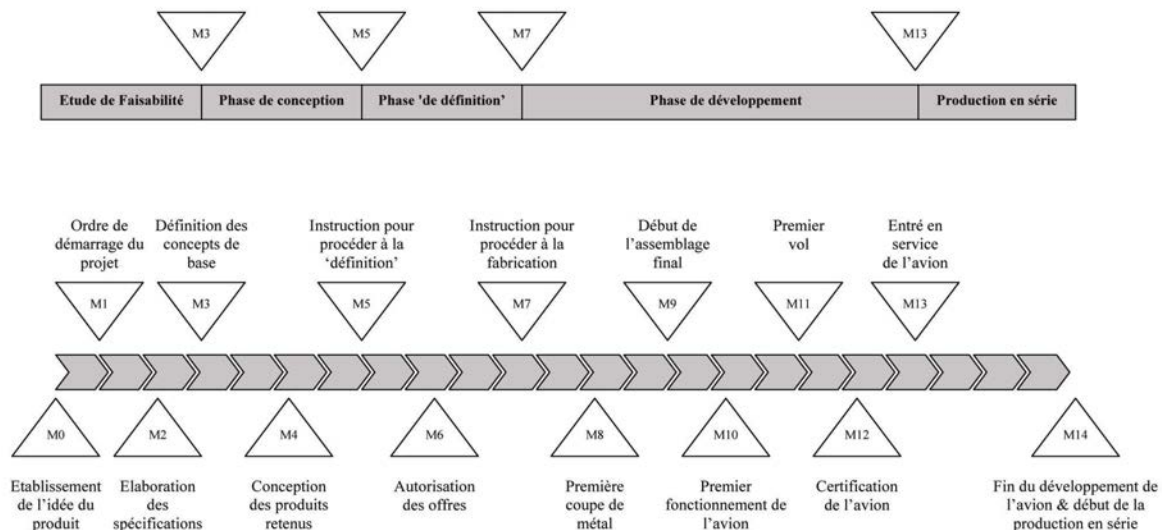 M3
M5
M7
M13
Etude de Faisabilité
Phase de conception
Phase 'de définition’
Phase de développement
Production en série
Ordre de
démarrage du
projet
Définition des
concepts de
base
Instruction pour
procéder à la
‘définition’
Instruction pour
procéder à la
fabrication
Début de
l’assemblage
final
Premier
vol
Entré en
service
de l’avion
M1
M3
M5
M7
M9
M11
M13
M0
M2
M4
M6
M8
M10
M12
M14
Etablissement
de l’idée du
produit
Elaboration
des
spécifications
Conception
des produits
retenus
Autorisation
des offres
Première
coupe de
métal
Premier
fonctionnement de
l’avion
Certification
de l’avion
Fin du développement de
l’avion & début de la
production en série